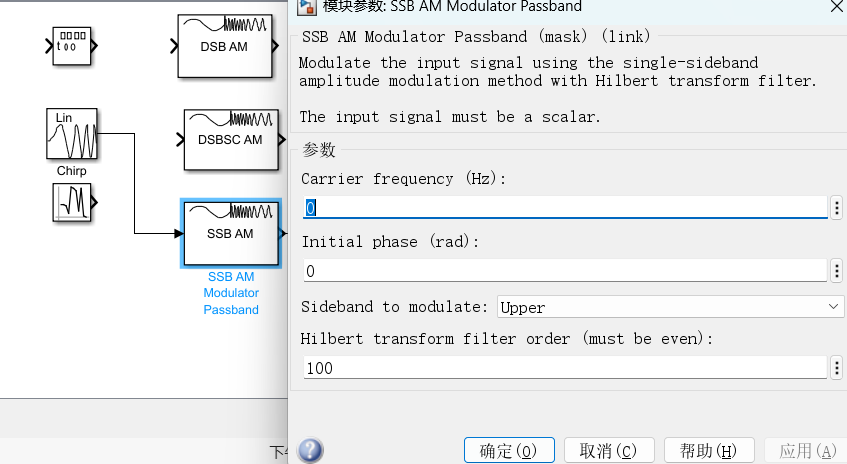 模块参数: SSB AM Modulator Passband
SSB AM Modulator Passband (mask) (link)
Modulate the input signal using the single-sideband
amplitude modulation method with Hilbert transform filter.
The input signal must be a scalar.
参数
Carrier frequency (Hz):
0
Initial phase (rad):
0
Sideband to modulate: Upper
Hilbert transform filter order (must be even):
100
确定(O) 取消(C) 帮助(H) 应用(A)
DSB AM
Lin
DSBSC AM
Chirp
SSB AM
SSB AM
Modulator
Passband